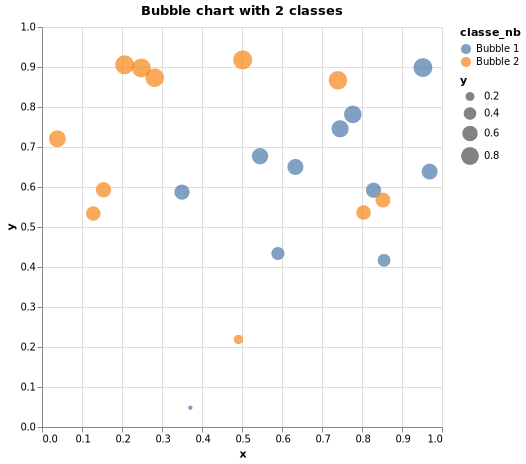 Bubble chart with 2 classes
1.0
0.9
0.8
0.7
0.6
0.5
0.4
0.3
0.2
0.1
0.0
y
0.0 0.1 0.2 0.3 0.4 0.5 0.6 0.7 0.8 0.9 1.0
x
classe_nb
Bubble 1
Bubble 2
y
0.2
0.4
0.6
0.8